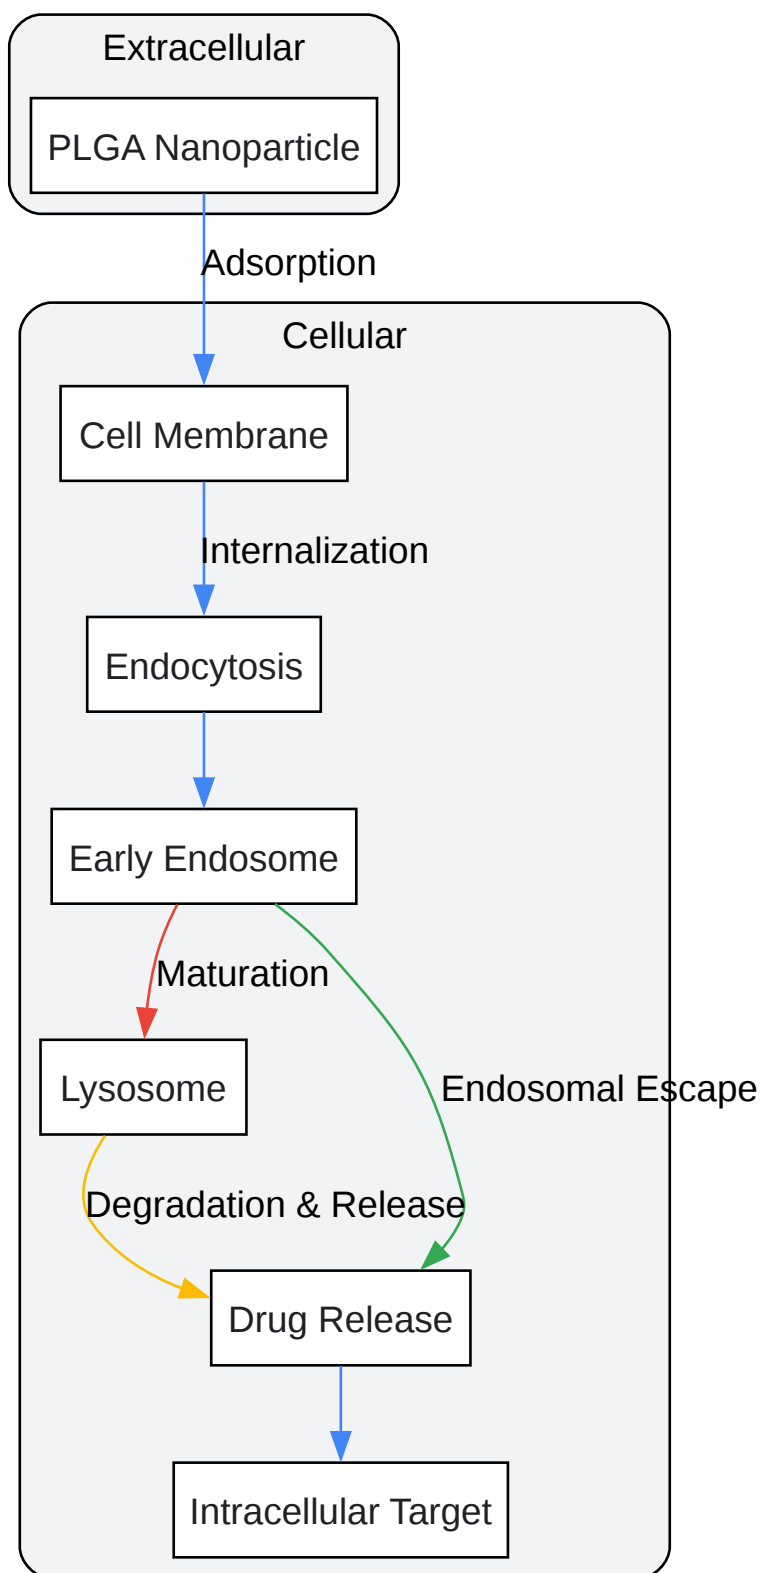 Extracellular
PLGA Nanoparticle
Adsorption
Cellular
Cell Membrane
Internalization
Endocytosis
Early Endosome
Maturation
Lysosome
Endosomal Escape
Degradation & Release
Drug Release
Intracellular Target